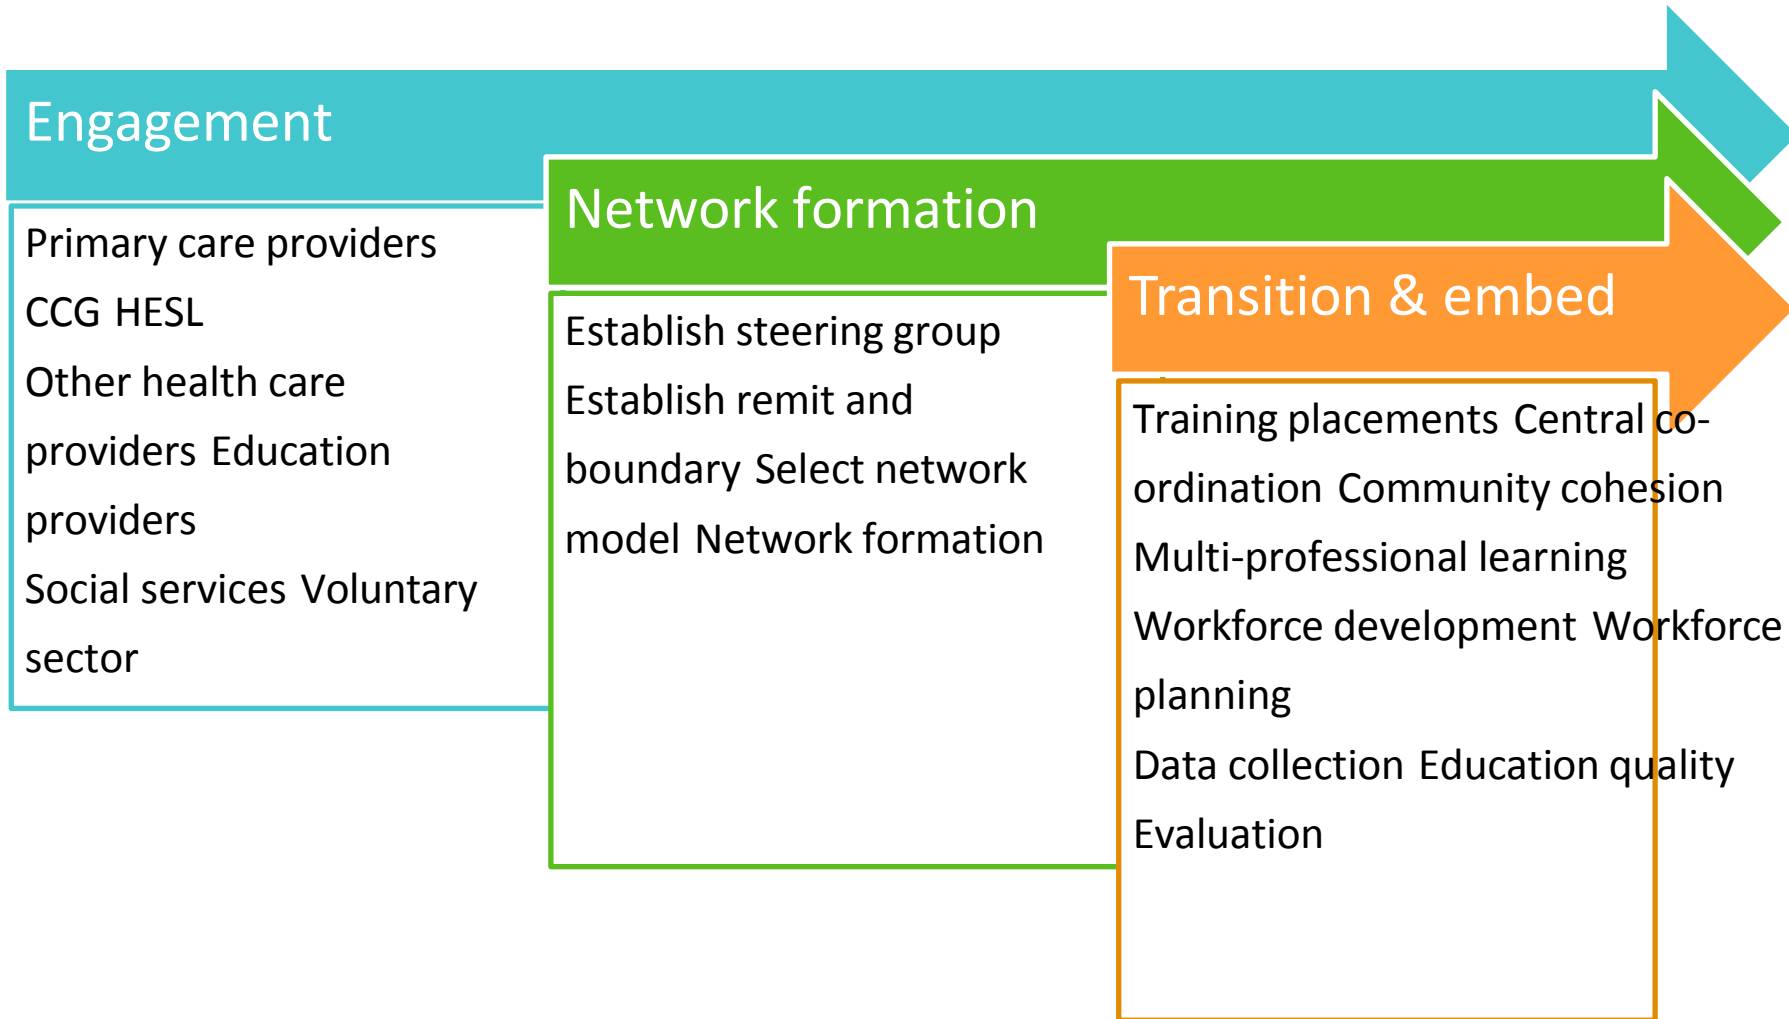 Engagement
Primary care providers
CCG HESL
Other health care
providers Education
providers
Social services Voluntary
sector
Network formation
Establish steering group
Establish remit and
boundary Select network
model Network formation
Transition & embed
Training placements Central co-
ordination Community cohesion
Multi-professional learning
Workforce development Workforce
planning
Data collection Education quality
Evaluation